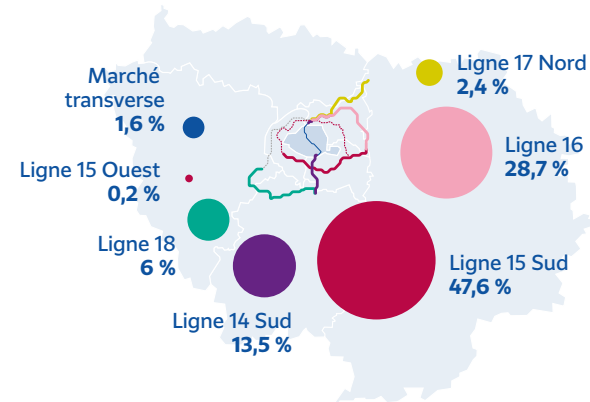 Marché
transverse
1,6 %
Ligne 15 Ouest
0,2 %
Ligne 18
6 %
Ligne 14 Sud
13,5 %
Ligne 17 Nord
2,4 %
Ligne 16
28,7 %
Ligne 15 Sud
47,6 %